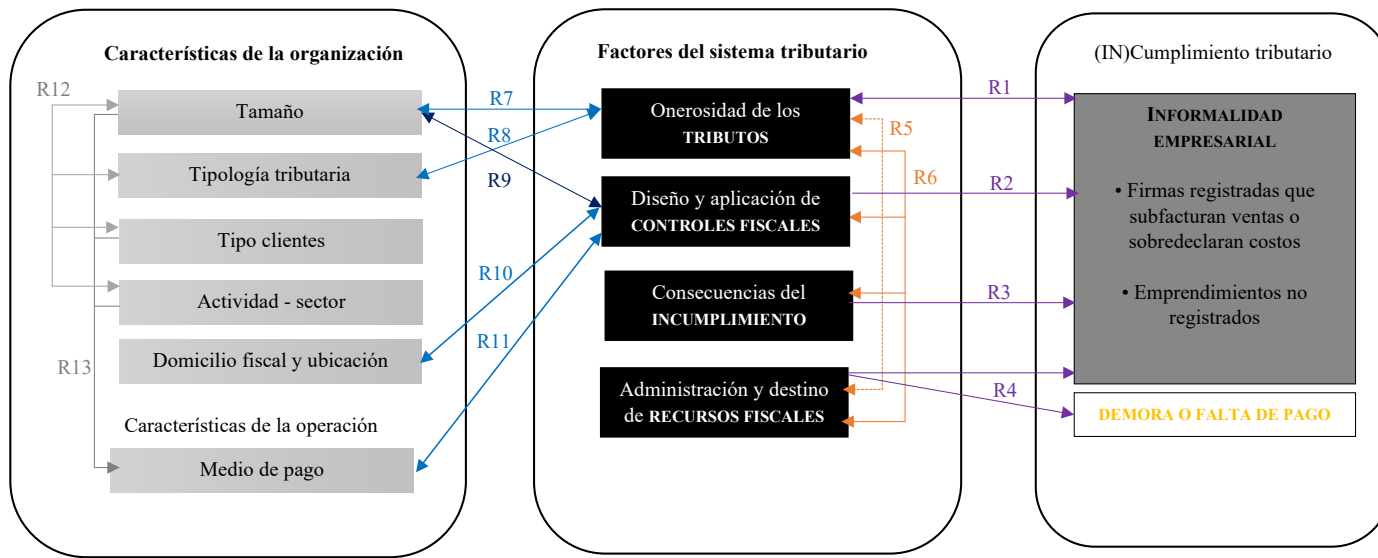 Características de la organización
R12
Tamaño
Tipología tributaria
Tipo clientes
Actividad - sector
R13
Domicilio fiscal y ubicación
Características de la operación
Medio de pago
R7
R8
R9
R10
R11
Factores del sistema tributario
Onerosidad de los
TRIBUTOS
Diseño y aplicación de
CONTROLES FISCALES
Consecuencias del
INCUMPLIMIENTO
Administración y destino
de RECURSOS FISCALES
R5
R6
R1
R2
R3
R4
(IN)Cumplimiento tributario
INFORMALIDAD
EMPRESARIAL
• Firmas registradas que
subfacturan ventas o
sobredeclaran costos
• Emprendimientos no
registrados
DEMORA O FALTA DE PAGO